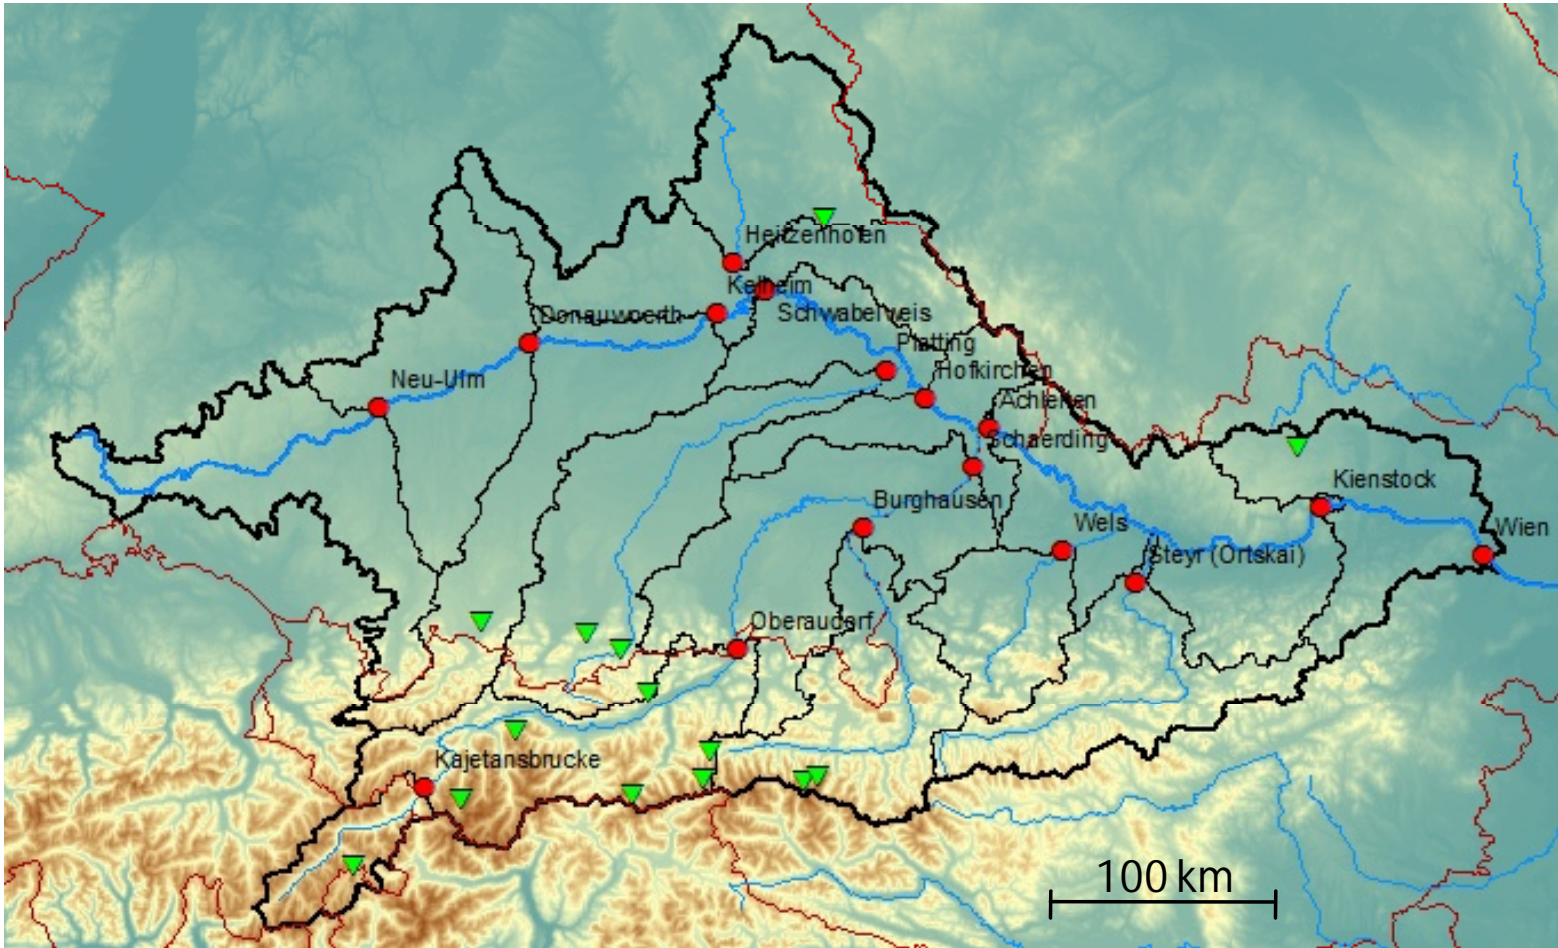 Heitzenhofen
Kelheim
Donauwoerth
Schwabelweis
Platting
Hofkirchen
Neu-Ulm
Achleiten
Schaerding
Kienstock
Burghausen
Wels
Wien
Steyr (Ortskai)
Oberaudorf
Kajetansbrucke
100 km